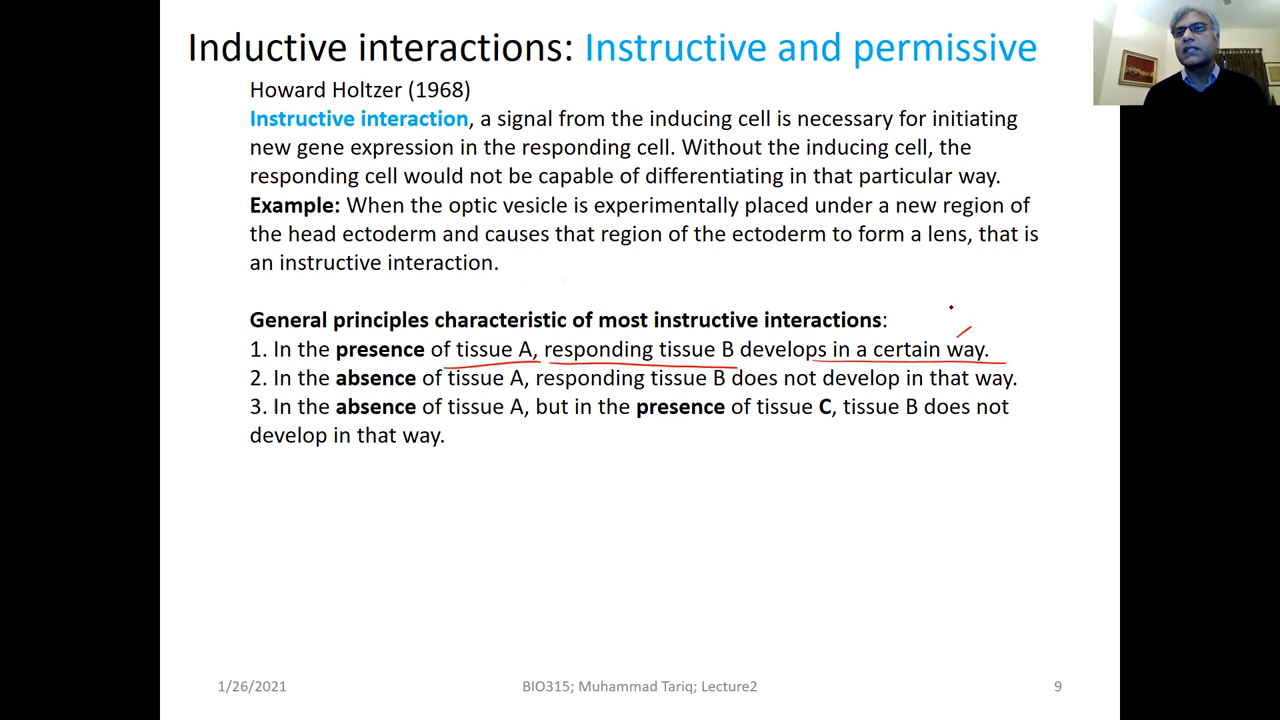 Inductive interactions: Instructive and permissive
Howard Holtzer (1968)
Instructive interaction, a signal from the inducing cell is necessary for initiating
new gene expression in the responding cell. Without the inducing cell, the
responding cell would not be capable of differentiating in that particular way.
Example: When the optic vesicle is experimentally placed under a new region of
the head ectoderm and causes that region of the ectoderm to form a lens, that is
an instructive interaction.
General principles characteristic of most instructive interactions:
1. In the presence of tissue A, responding tissue B develops in a certain way.
2. In the absence of tissue A, responding tissue B does not develop in that way.
3. In the absence of tissue A, but in the presence of tissue C, tissue B does not
develop in that way.
1/26/2021
BIO315; Muhammad Tariq; Lecture2
9